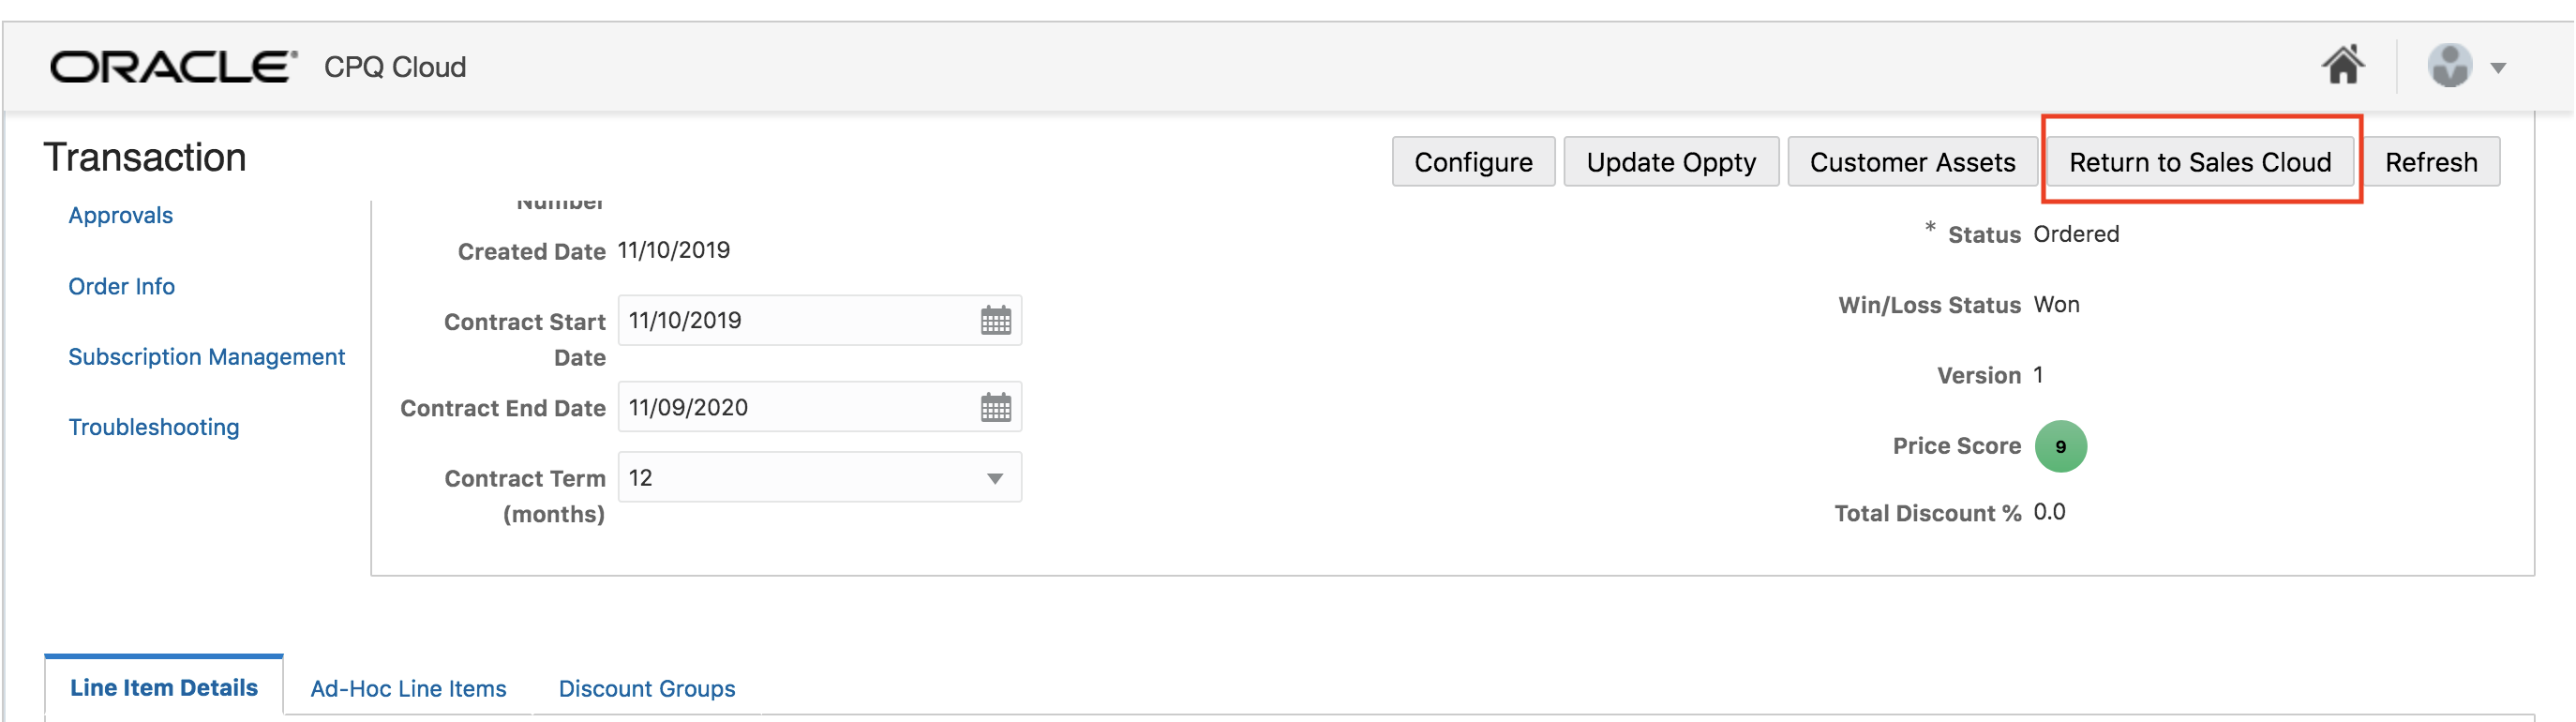 ORACLE CPQ Cloud
Transaction
Configure
Update Oppty
Customer Assets
Return to Sales Cloud
Refresh
Approvals
Order Info
Subscription Management
Troubleshooting
Number
Created Date 11/10/2019
Contract Start 11/10/2019
Date
Contract End Date 11/09/2020
Contract Term 12
(months)
* Status Ordered
Win/Loss Status Won
Version 1
Price Score 9
Total Discount % 0.0
Line Item Details
Ad-Hoc Line Items
Discount Groups